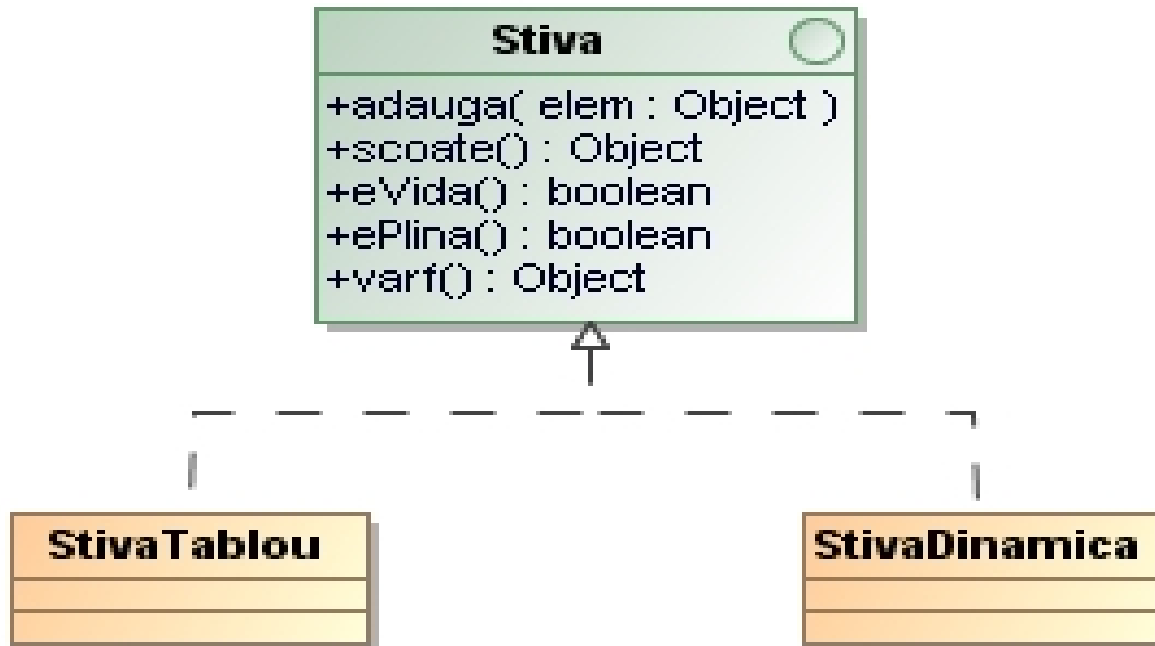 Stiva
+adauga( elem : Object )
+scoate() : Object
+eVida() : boolean
+ePlina() : boolean
+varf() : Object
StivaTablou
StivaDinamica